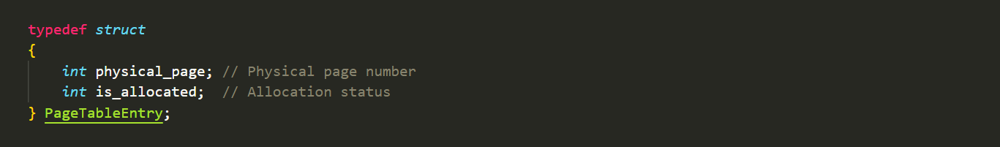 typedef struct
{
    int physical_page; // Physical page number
    int is_allocated;  // Allocation status
} PageTableEntry;